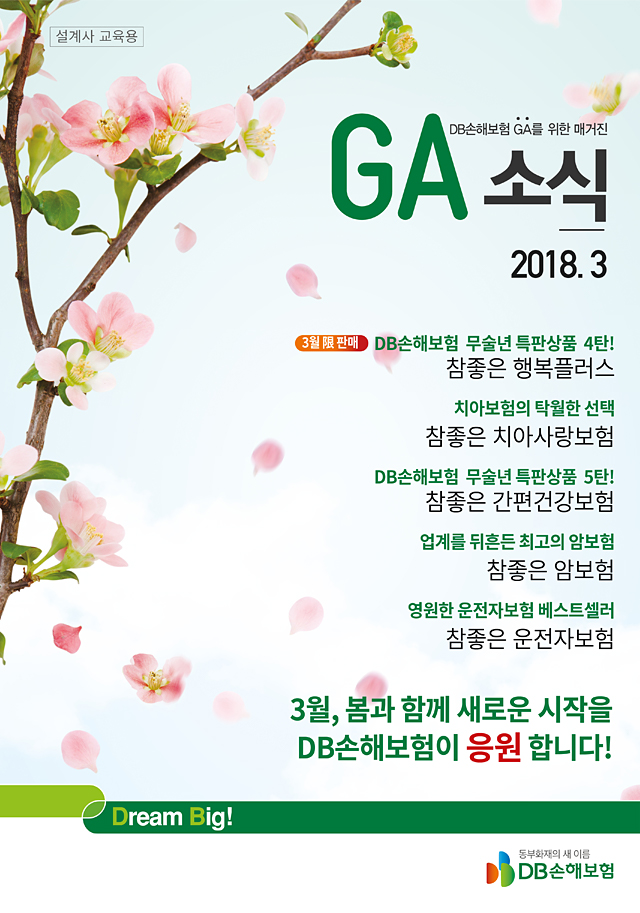 설계사 교육용
DB손해보험 GA를 위한 매거진
GA 소식
2018. 3
3월 限 판매 DB손해보험 무술년 특판상품 4탄!
참좋은 행복플러스
치아보험의 탁월한 선택
참좋은 치아사랑보험
DB손해보험 무술년 특판상품 5탄!
참좋은 간편건강보험
업계를 뒤흔든 최고의 암보험
참좋은 암보험
영원한 운전자보험 베스트셀러
참좋은 운전자보험
3월, 봄과 함께 새로운 시작을
DB손해보험이 응원 합니다!
Dream Big!
동부화재의 새 이름
DB손해보험